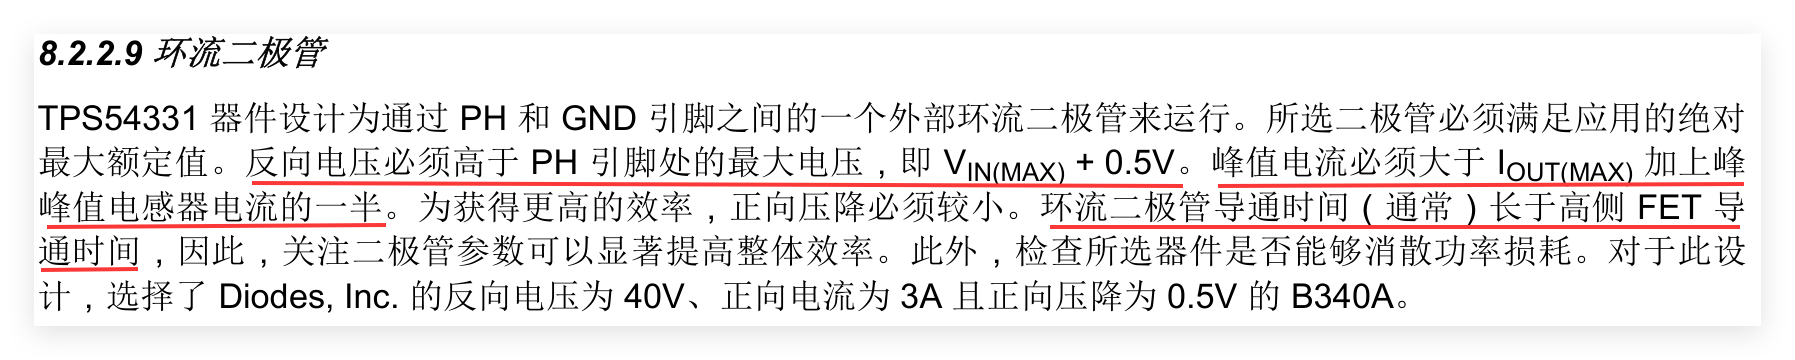 8.2.2.9 环流二极管
TPS54331 器件设计为通过 PH 和 GND 引脚之间的一个外部环流二极管来运行。所选二极管必须满足应用的绝对
最大额定值。反向电压必须高于 PH 引脚处的最大电压，即 VIN(MAX) + 0.5V。峰值电流必须大于 IOUT(MAX) 加上峰
峰值电感器电流的一半。为获得更高的效率，正向压降必须较小。环流二极管导通时间（通常）长于高侧 FET 导
通时间，因此，关注二极管参数可以显著提高整体效率。此外，检查所选器件是否能够消散功率损耗。对于此设
计，选择了 Diodes, Inc. 的反向电压为 40V、正向电流为 3A 且正向压降为 0.5V 的 B340A。